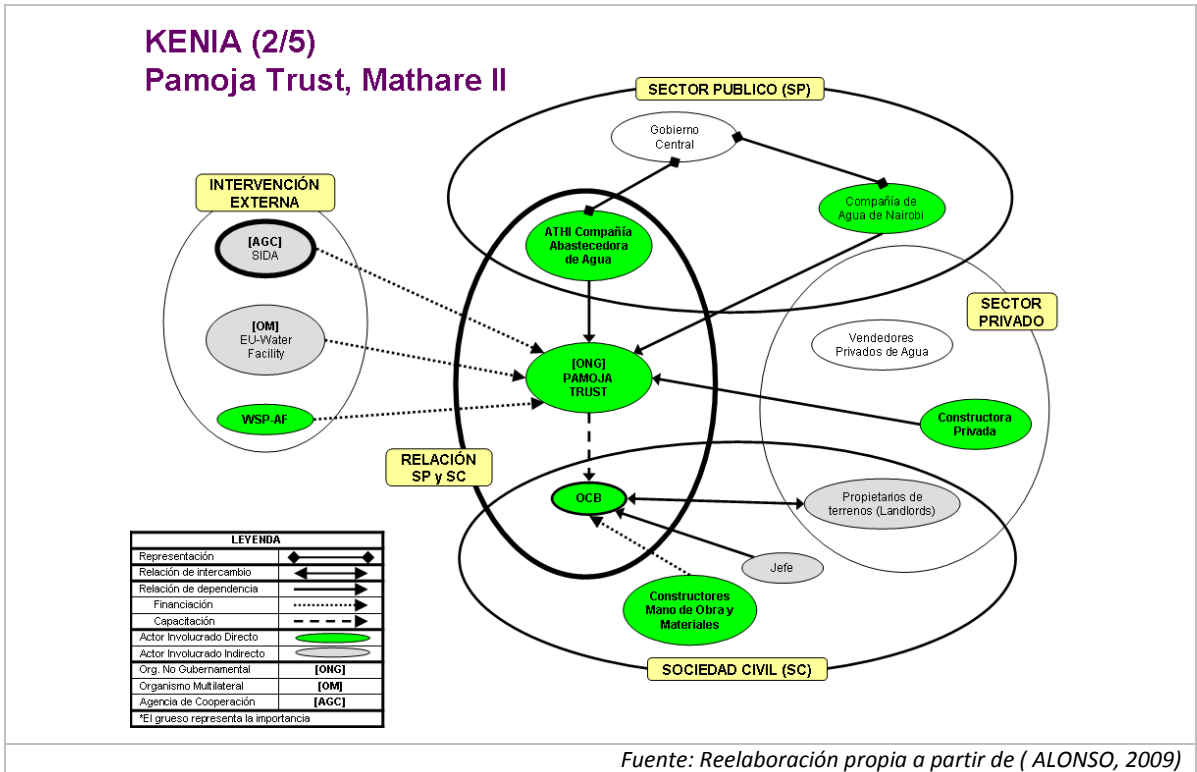 KENIA (2/5)
Pamoja Trust, Mathare II
SECTOR PUBLICO (SP)
Gobierno
Central
INTERVENCIÓN
EXTERNA
Compañía de
Agua de Nairobi
[AGC]
SIDA
ATHI Compañía
Abastecedora
de Agua
SECTOR
PRIVADO
[OM]
EU-Water
Facility
Vendedores
Privados de Agua
[ONG]
PAMOJA
TRUST
WSP-AF
Constructora
Privada
RELACIÓN
SP y SC
OCB
Propietarios de
terrenos (Landlords)
Jefe
Constructores
Mano de Obra y
Materiales
SOCIEDAD CIVIL (SC)
LEYENDA
Representación
Relación de intercambio
Relación de dependencia
Financiación
Capacitación
Actor Involucrado Directo
Actor Involucrado Indirecto
Org. No Gubernamental [ONG]
Organismo Multilateral [OM]
Agencia de Cooperación [AGC]
*El grueso representa la importancia
Fuente: Reelaboración propia a partir de ( ALONSO, 2009)